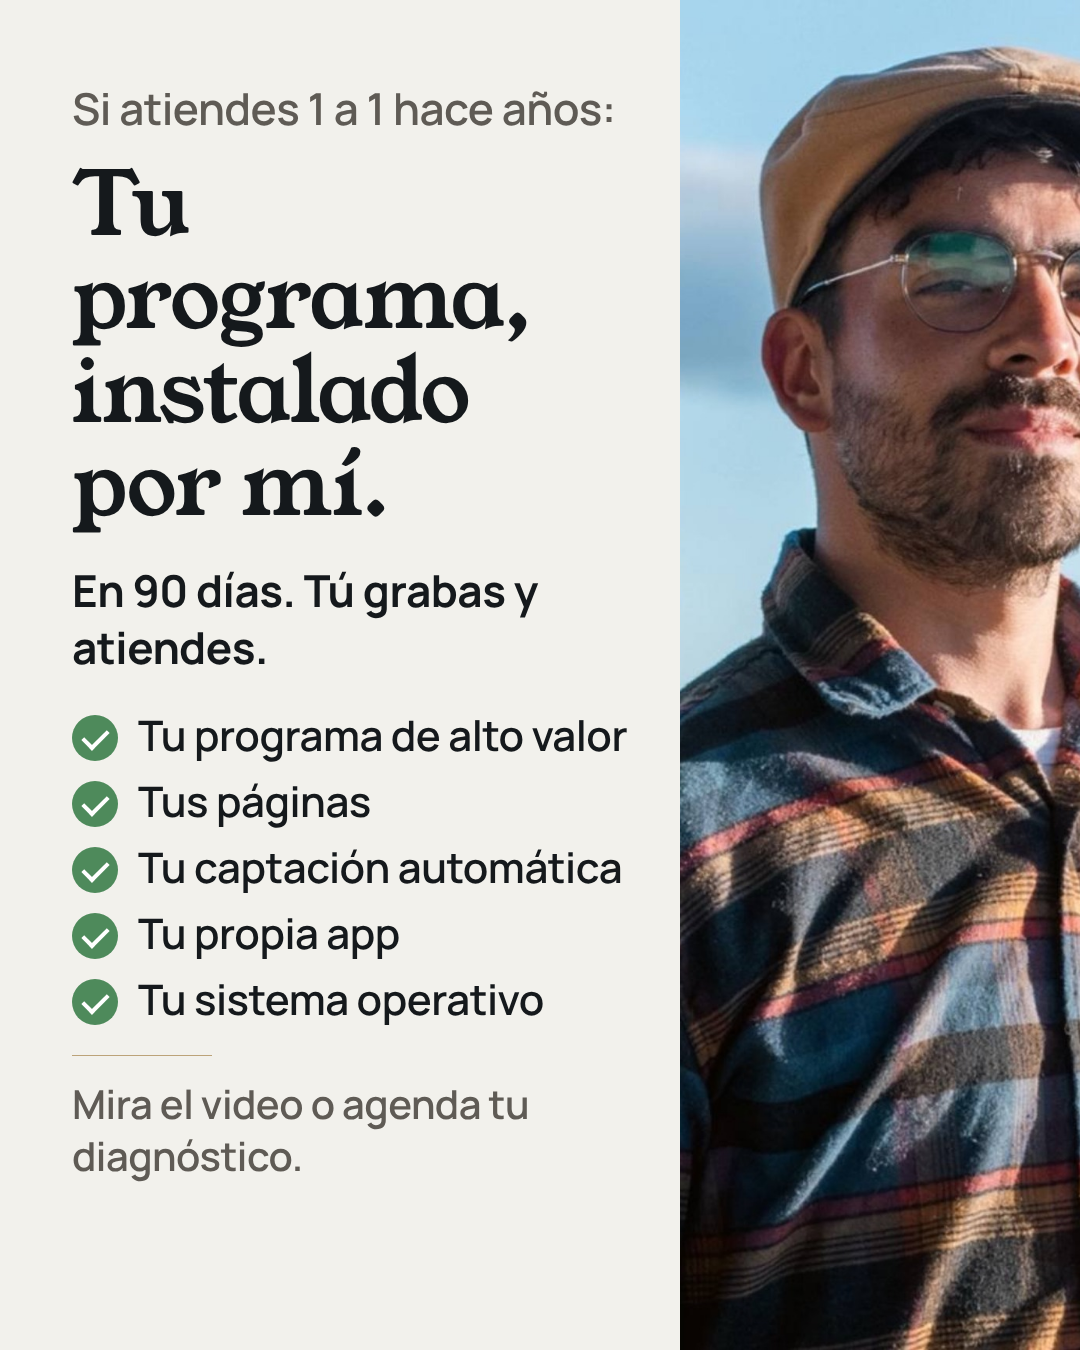 Si atiendes 1 a 1 hace años:
Tu
programa,
instalado
por mí.
En 90 días. Tú grabas y
atiendes.
Tu programa de alto valor
Tus páginas
Tu captación automática
Tu propia app
Tu sistema operativo
Mira el video o agenda tu
diagnóstico.